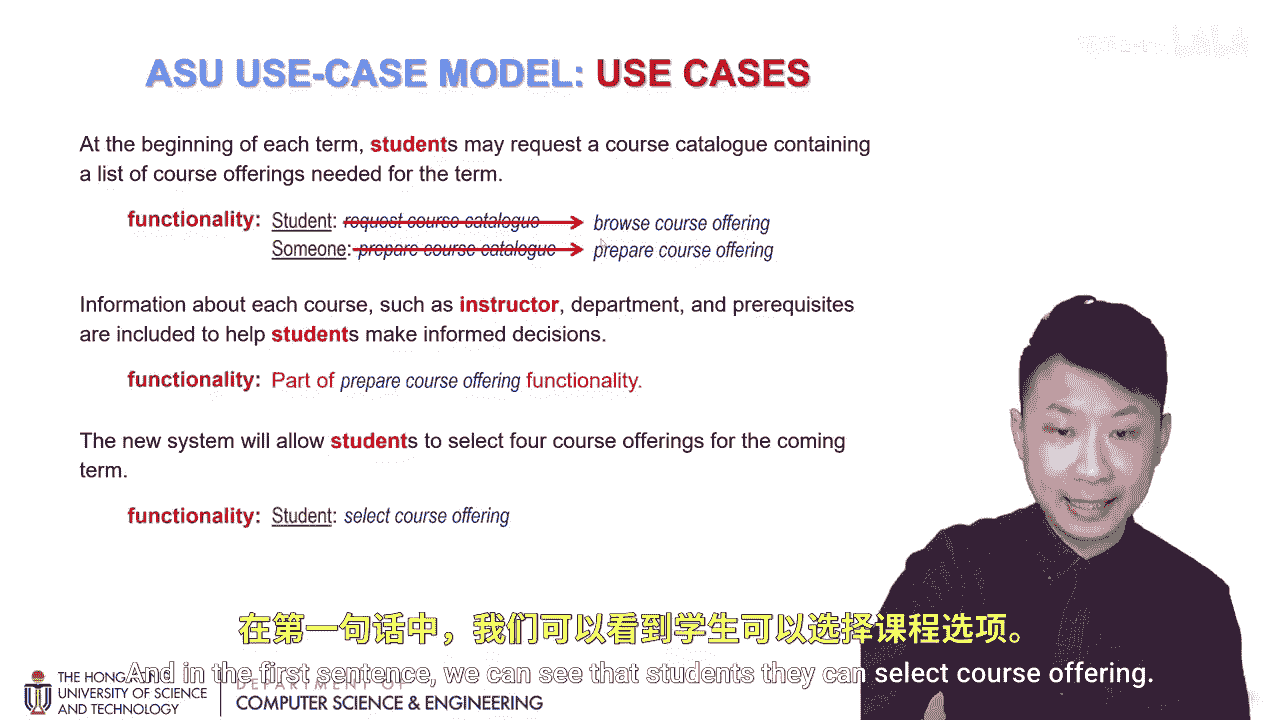 ASU USE-CASE MODEL: USE CASES
At the beginning of each term, students may request a course catalogue containing
a list of course offerings needed for the term.
functionality: Student: request course catalogue browse course offering
Someone: prepare course catalogue prepare course offering
Information about each course, such as instructor, department, and prerequisites
are included to help students make informed decisions.
functionality: Part of prepare course offering functionality.
The new system will allow students to select four course offerings for the coming
term.
functionality: Student: select course offering
在第一句话中，我们可以看到学生可以选择课程选项。
And in the first sentence, we can see that students they can select course offering.
THE HONG KONG
UNIVERSITY OF SCIENCE
AND TECHNOLOGY
DEPARTMENT OF
COMPUTER SCIENCE & ENGINEERING